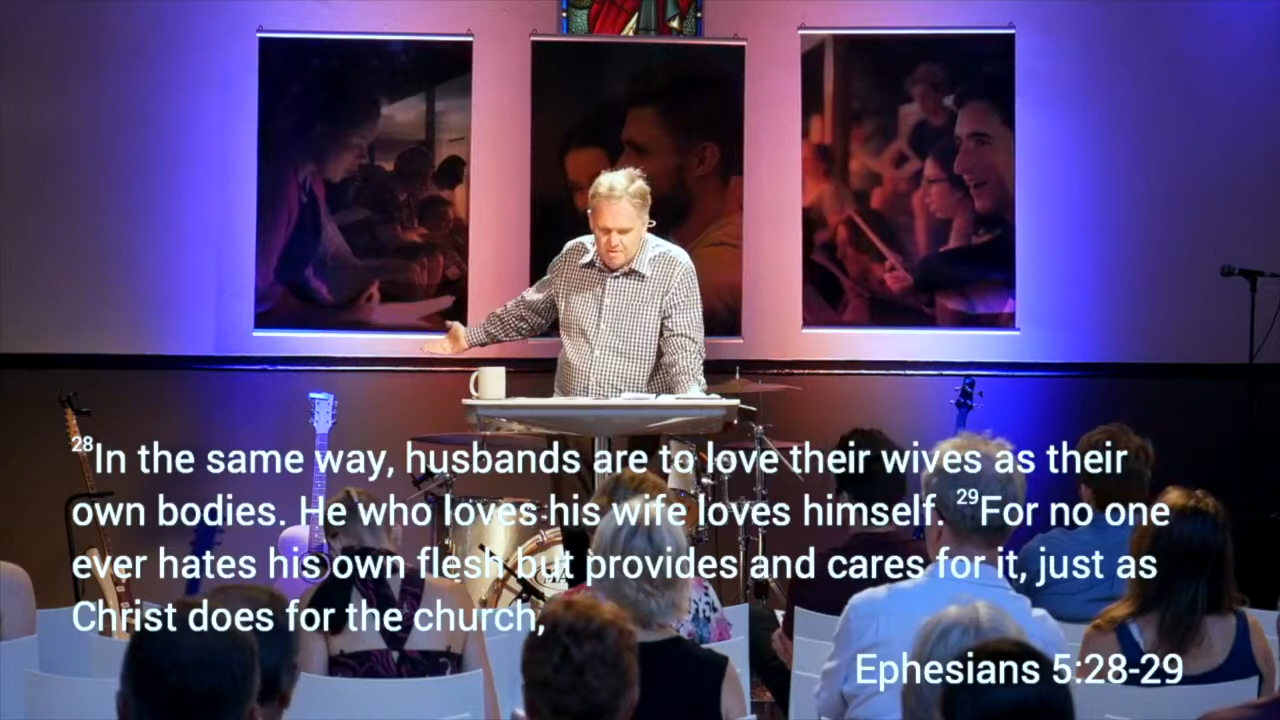 ²⁸In the same way, husbands are to love their wives as their
own bodies. He who loves his wife loves himself. ²⁹For no one
ever hates his own flesh but provides and cares for it, just as
Christ does for the church,
Ephesians 5:28-29